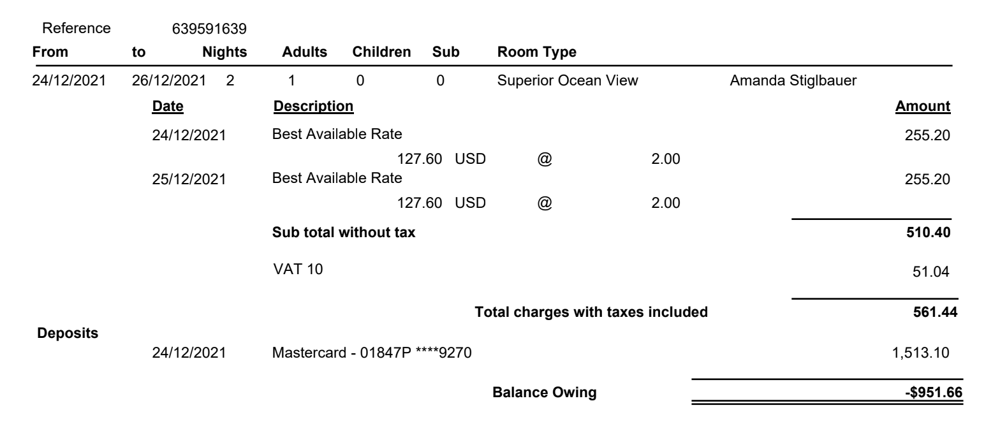 Reference 639591639
From to Nights Adults Children Sub Room Type
24/12/2021 26/12/2021 2 1 0 0 Superior Ocean View Amanda Stiglbauer
Date Description Amount
24/12/2021 Best Available Rate 255.20
127.60 USD @ 2.00
25/12/2021 Best Available Rate 255.20
127.60 USD @ 2.00
Sub total without tax 510.40
VAT 10 51.04
Total charges with taxes included 561.44
Deposits
24/12/2021 Mastercard - 01847P ****9270 1,513.10
Balance Owing -$951.66